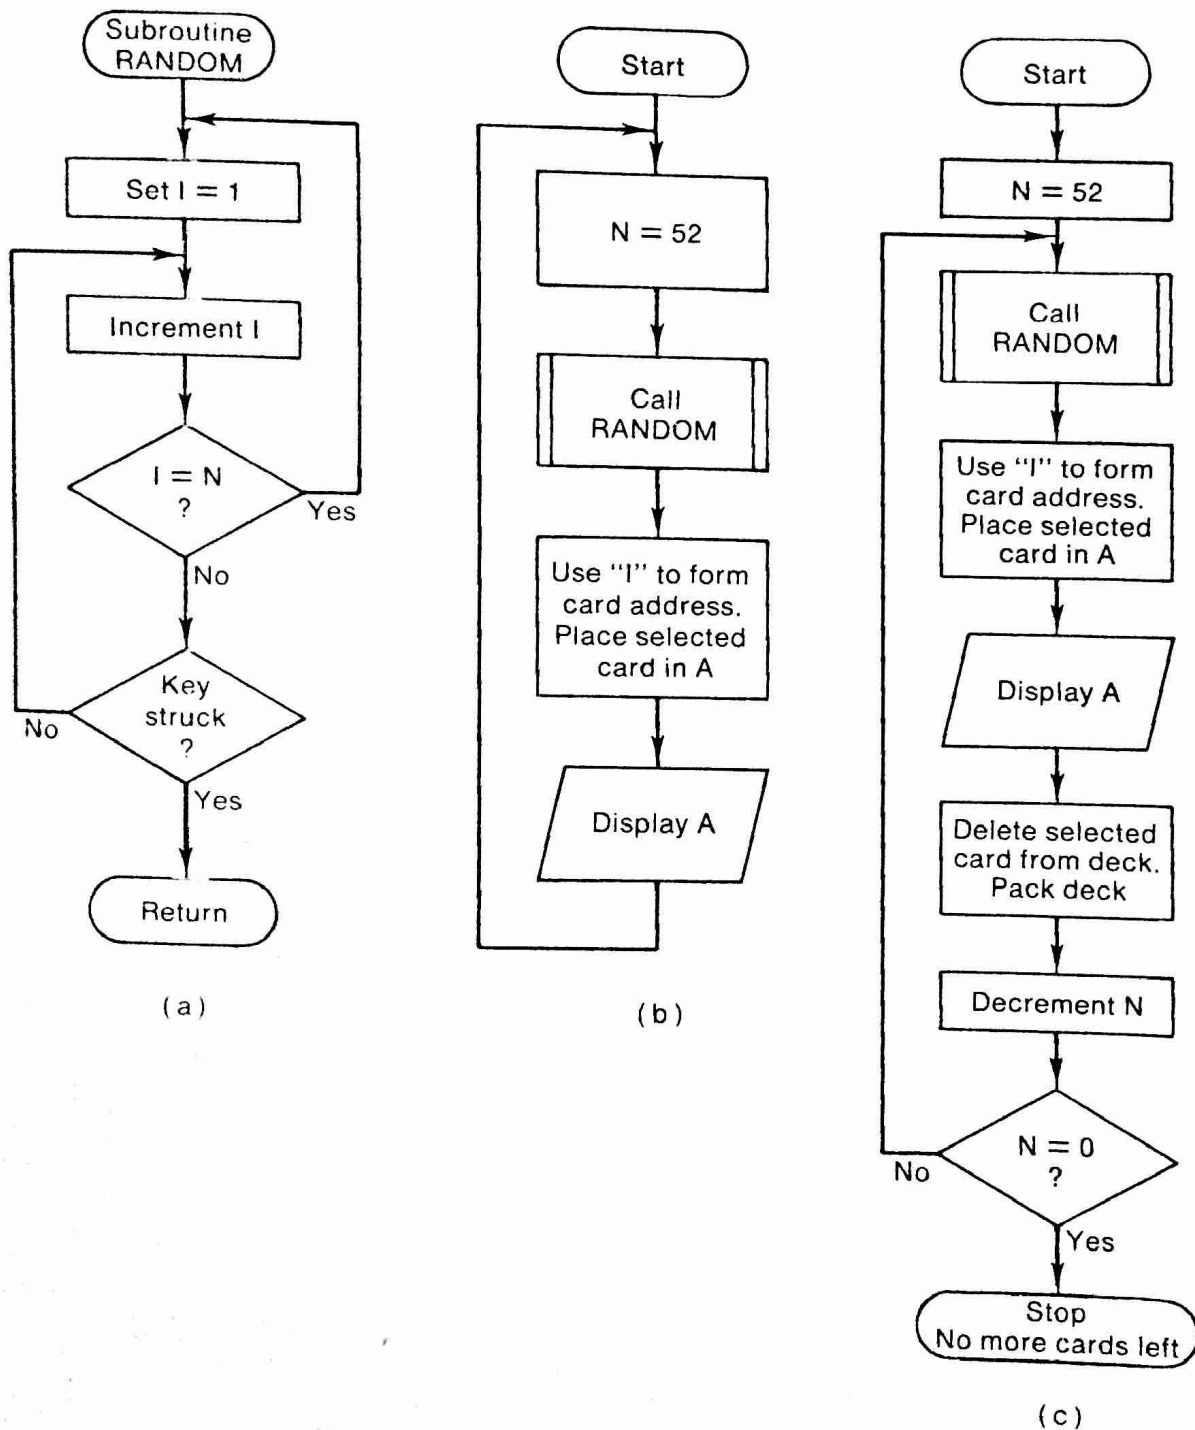 Subroutine
RANDOM
Set I = 1
Increment I
I = N
?
Yes
No
Key
struck
?
No
Yes
Return
(a)
Start
N = 52
Call
RANDOM
Use "I" to form
card address.
Place selected
card in A
Display A
(b)
Start
N = 52
Call
RANDOM
Use "I" to form
card address.
Place selected
card in A
Display A
Delete selected
card from deck.
Pack deck
Decrement N
N = 0
?
No
Yes
Stop
No more cards left
(c)